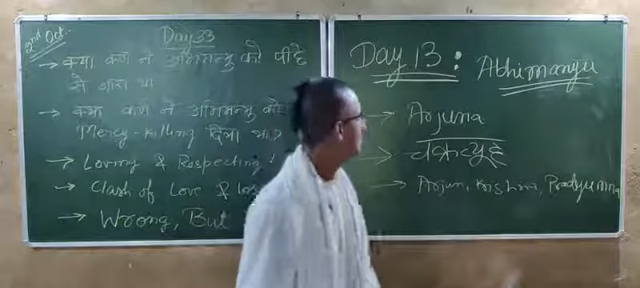 2nd Oct.
Day 33
→ क्या कर्ण ने अभिमन्यु को पीछे
से मारा था
→ क्या कर्ण ने अभिमन्यु को
"Mercy-killing" दिया था?
→ Loving & Respecting
→ Clash of Love &
→ Wrong, But
Day 13: Abhimanyu
→ Arjuna
→ चक्रव्यूह
→ Arjun, Krishna, Pradyumna